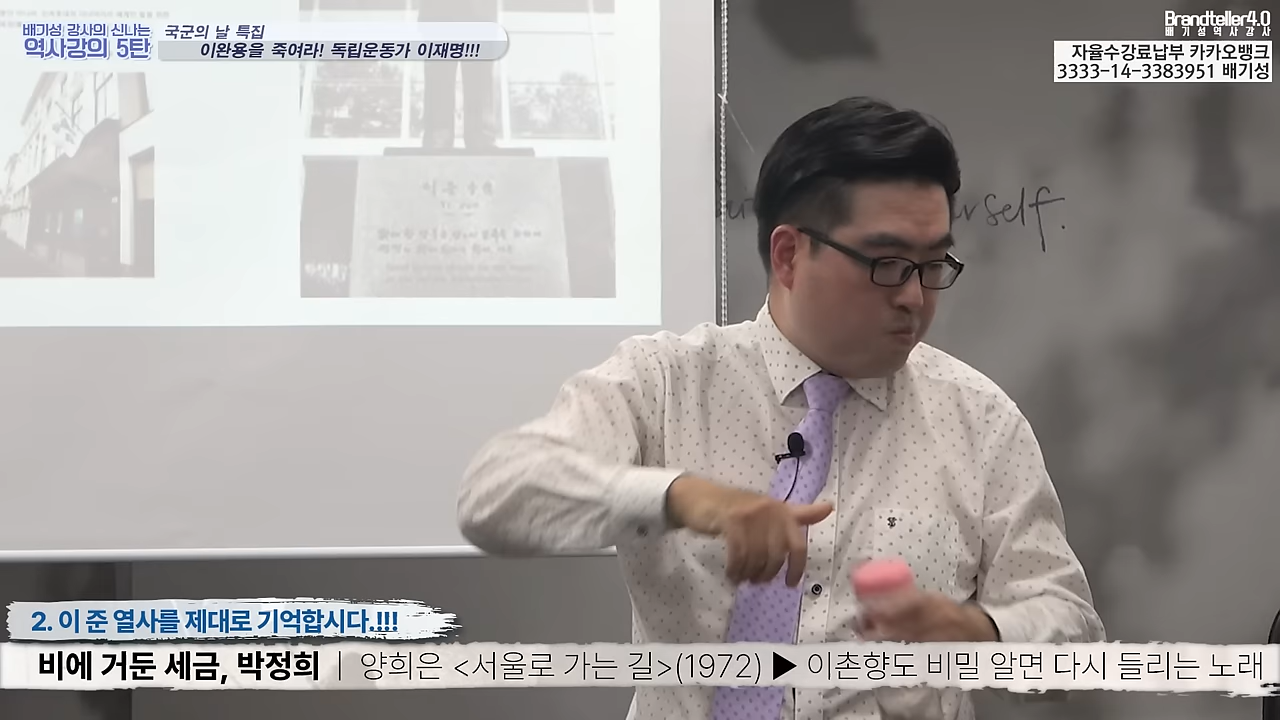 배기성 강사의 신나는
역사강의 5탄
국군의 날 특집
이완용을 죽여라! 독립운동가 이재명!!!
Brandteller4.0
배기성역사강사
자율수강료납부 카카오뱅크
3333-14-3383951 배기성
urself.
2. 이 준 열사를 제대로 기억합시다.!!!
비에 거둔 세금, 박정희 | 양희은 <서울로 가는 길>(1972) ▶ 이촌향도 비밀 알면 다시 들리는 노래